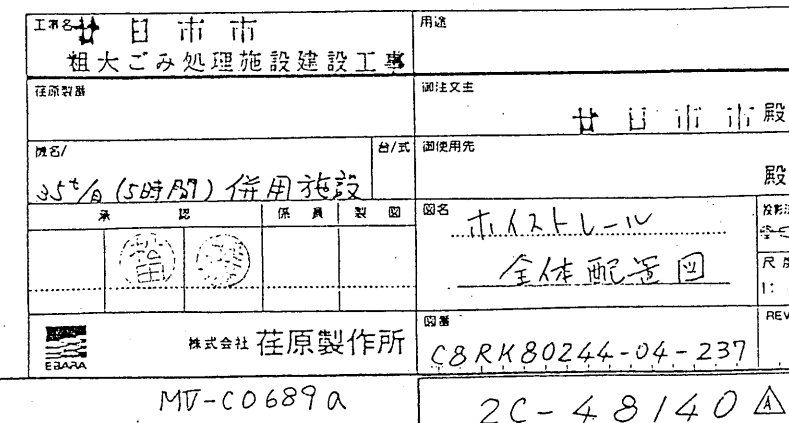 工事名 廿日市市
粗大ごみ処理施設建設工事
用途
荏原製番
御注文主
廿日市市殿
機名/
台/式
御使用先
35t/日(5時間)併用施設
殿
承認
係員
製図
図名
ホイストレール
全体配置図
尺度
1:
EBARA
株式会社 荏原製作所
図番
C8RK80244-04-237
REV
MV-C0689a
2C-48140 A